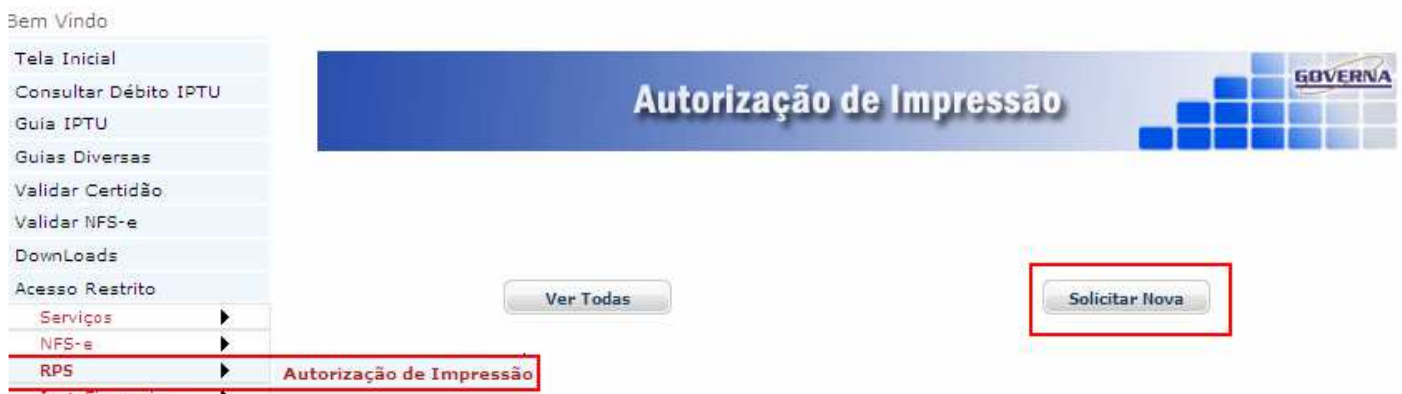 Bem Vindo
Tela Inicial
Consultar Débito IPTU
Guia IPTU
Guias Diversas
Validar Certidão
Validar NFS-e
DownLoads
Acesso Restrito
Serviços
NFS-e
RPS
Autorização de Impressão
Autorização de Impressão
GOVERNA
Ver Todas
Solicitar Nova